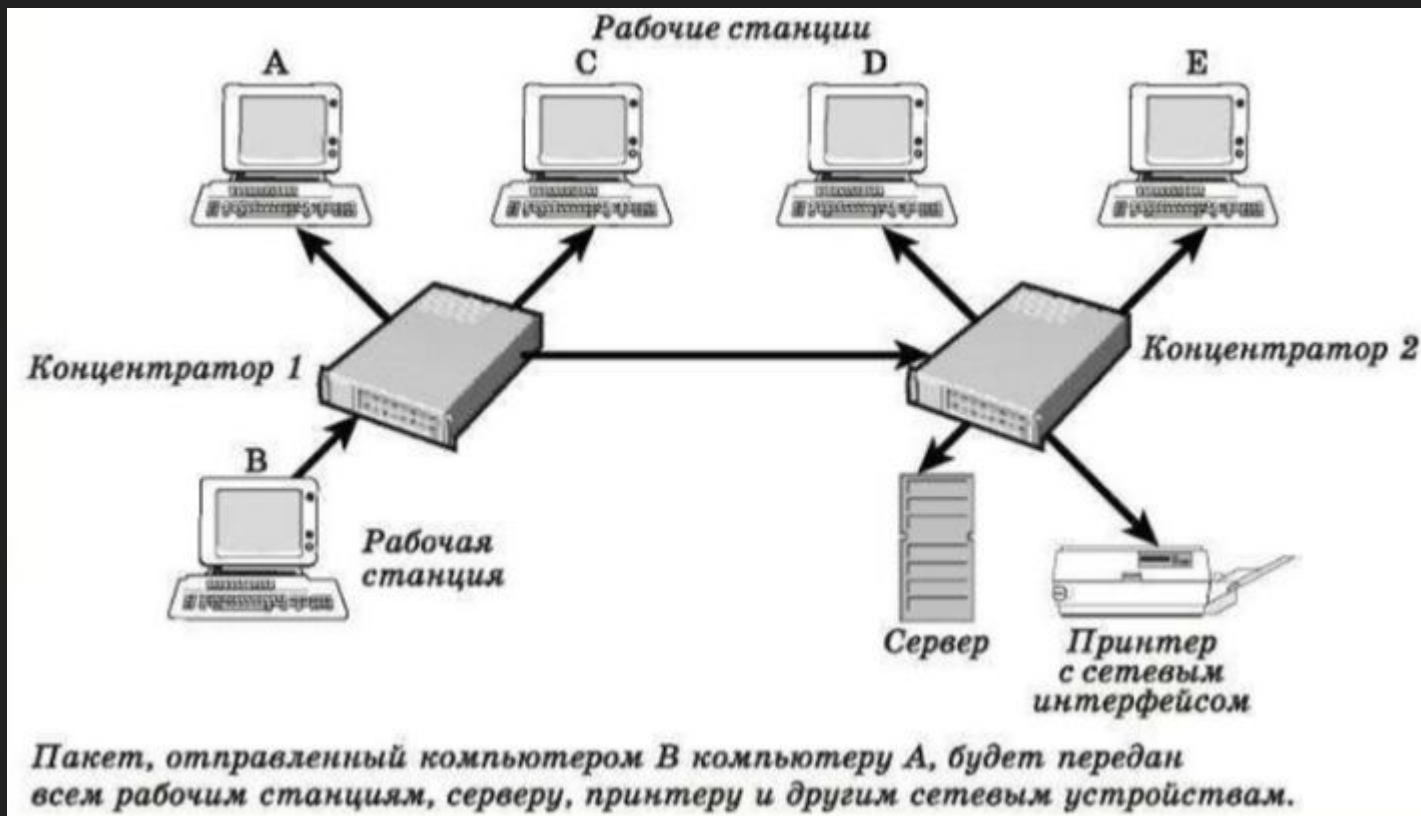 Рабочие станции
A
C
D
E
Концентратор 1
Концентратор 2
B
Рабочая
станция
Сервер
Принтер
с сетевым
интерфейсом
Пакет, отправленный компьютером B компьютеру A, будет передан
всем рабочим станциям, серверу, принтеру и другим сетевым устройствам.